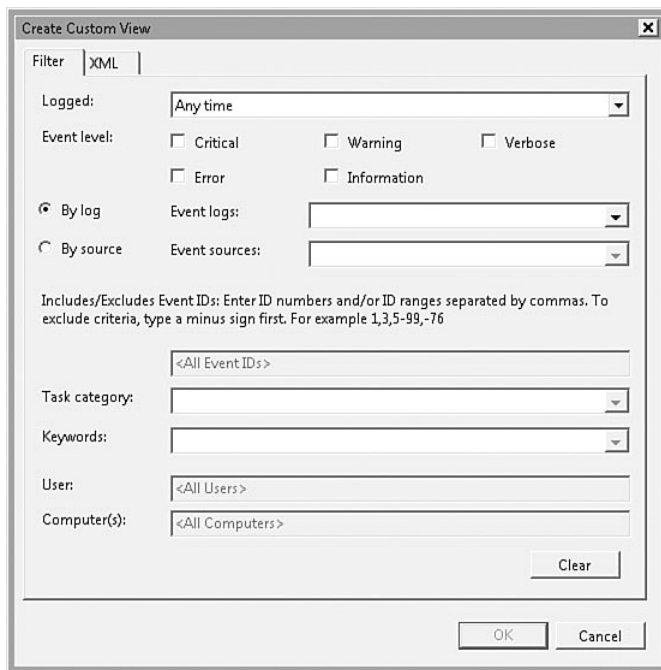 Create Custom View
Filter XML
Logged: Any time
Event level: Critical Warning Verbose
Error Information
By log Event logs:
By source Event sources:
Includes/Excludes Event IDs: Enter ID numbers and/or ID ranges separated by commas. To
exclude criteria, type a minus sign first. For example 1,3,5-99,-76
<All Event IDs>
Task category:
Keywords:
User: <All Users>
Computer(s): <All Computers>
Clear
OK Cancel